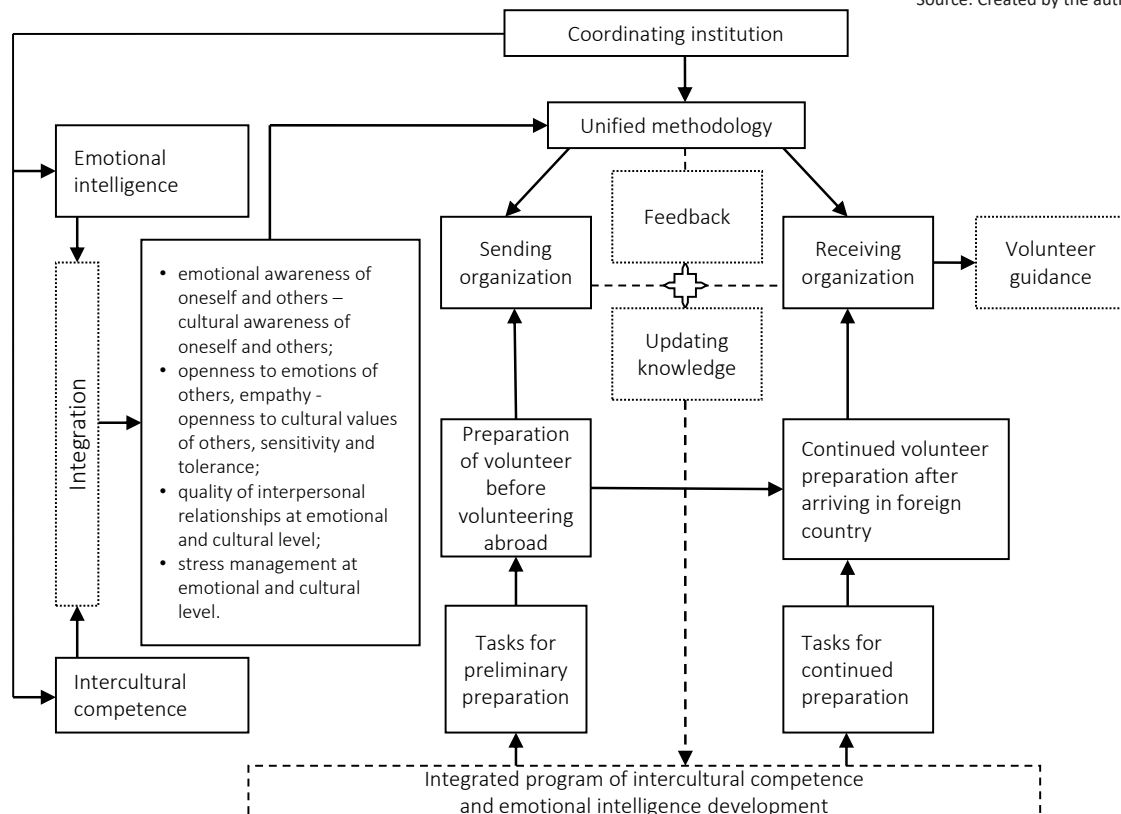 Source: Created by the
Coordinating institution
Unified methodology
Emotional
intelligence
Feedback
Sending
organization
Receiving
organization
Volunteer
guidance
• emotional awareness of
oneself and others –
cultural awareness of
oneself and others;
• openness to emotions of
others, empathy -
openness to cultural values
of others, sensitivity and
tolerance;
• quality of interpersonal
relationships at emotional
and cultural level;
• stress management at
emotional and cultural
level.
Integration
Updating
knowledge
Preparation
of volunteer
before
volunteering
abroad
Continued volunteer
preparation after
arriving in foreign
country
Intercultural
competence
Tasks for
preliminary
preparation
Tasks for
continued
preparation
Integrated program of intercultural competence
and emotional intelligence development